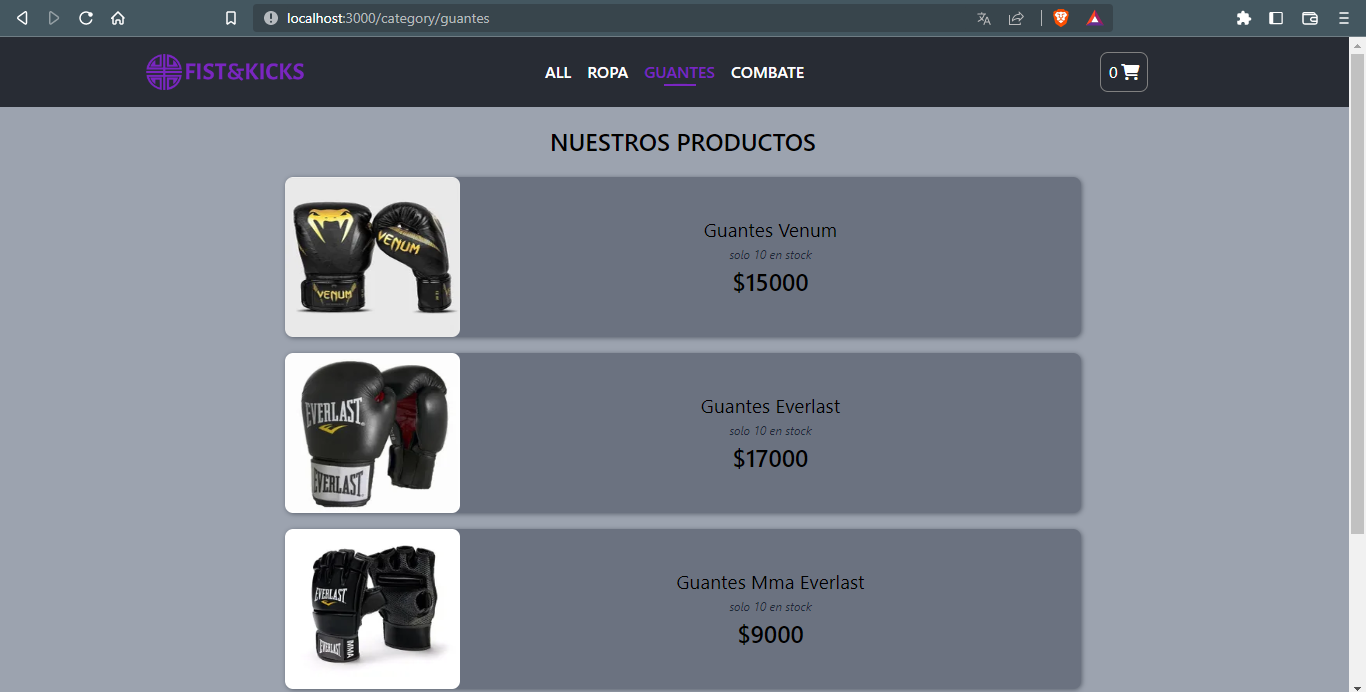 localhost:3000/category/guantes
FIST&KICKS
ALL ROPA GUANTES COMBATE
0
NUESTROS PRODUCTOS
VENUM
VENUM
Guantes Venum
solo 10 en stock
$15000
EVERLAST
EVERLAST
Guantes Everlast
solo 10 en stock
$17000
EVERLAST
EVERLAST
MMA
Guantes Mma Everlast
solo 10 en stock
$9000